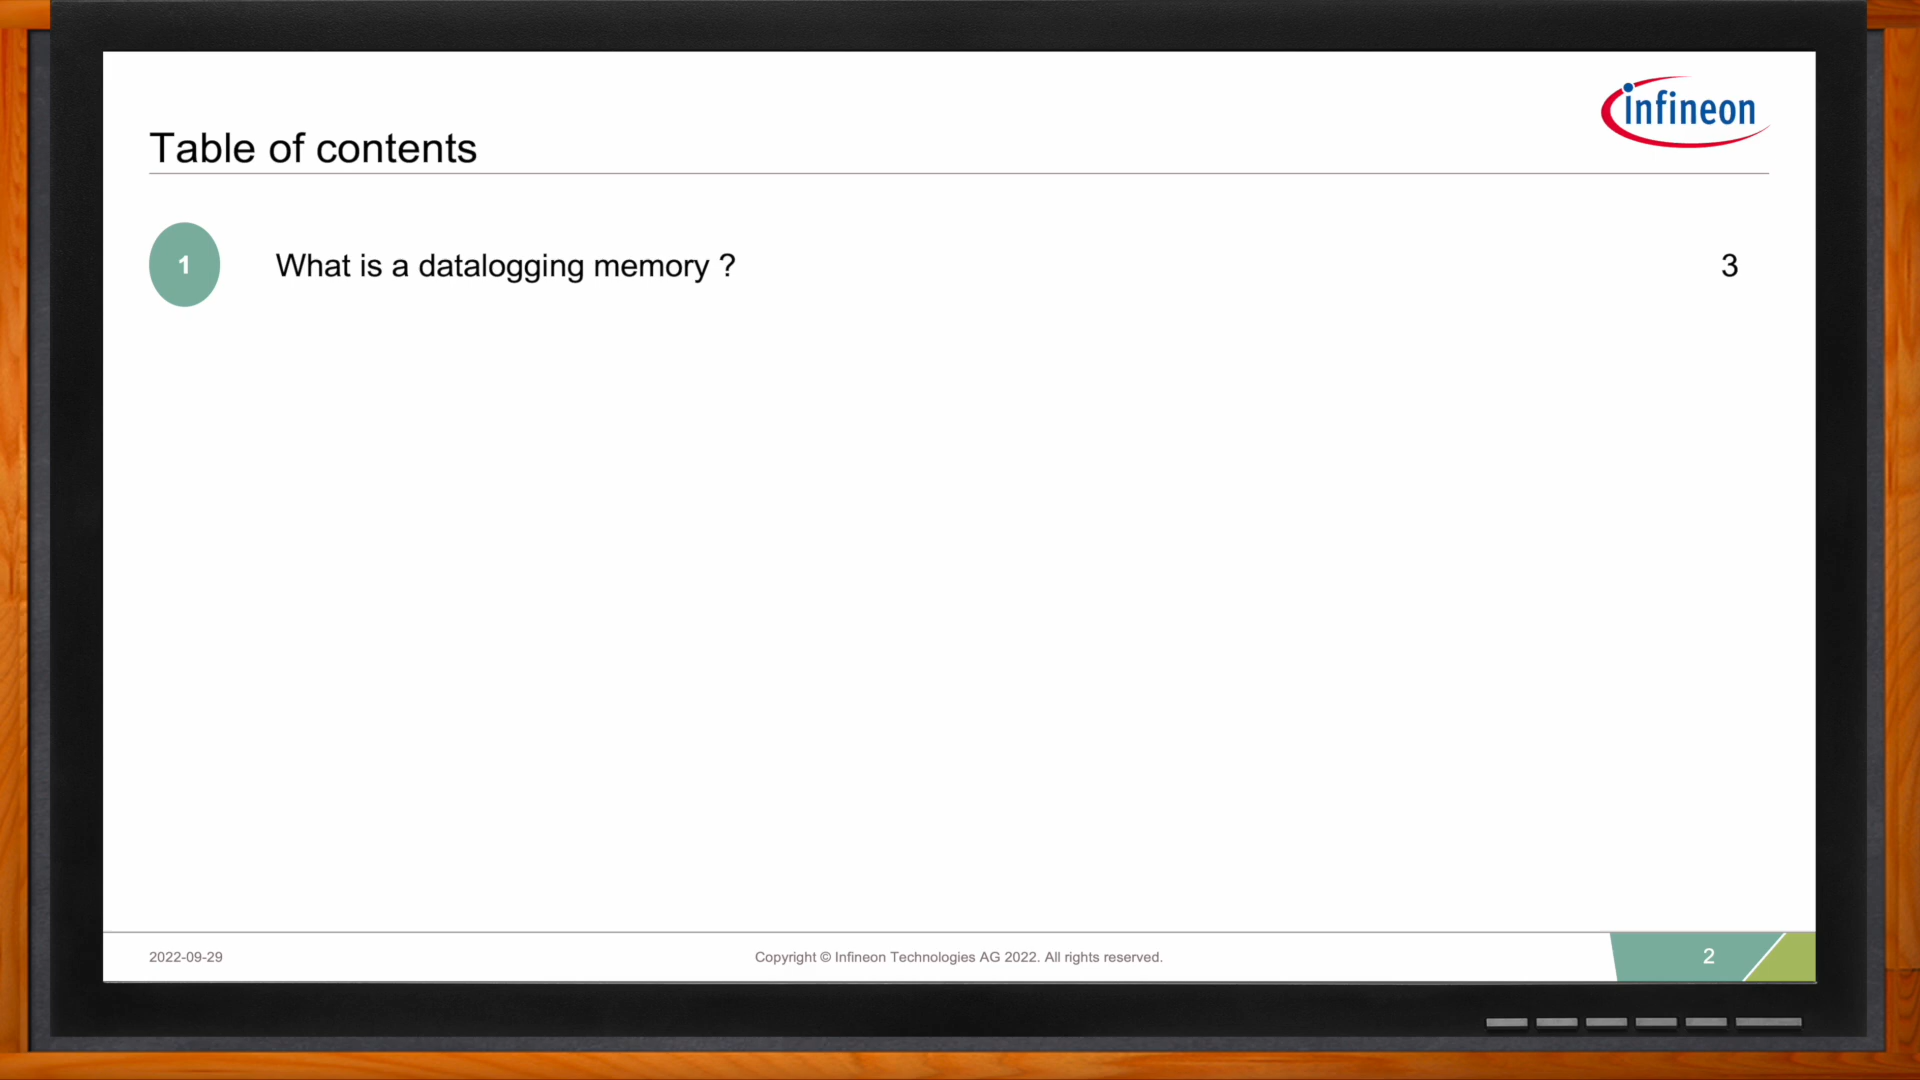 infineon
Table of contents
1 What is a datalogging memory ? 3
2022-09-29 Copyright © Infineon Technologies AG 2022. All rights reserved. 2